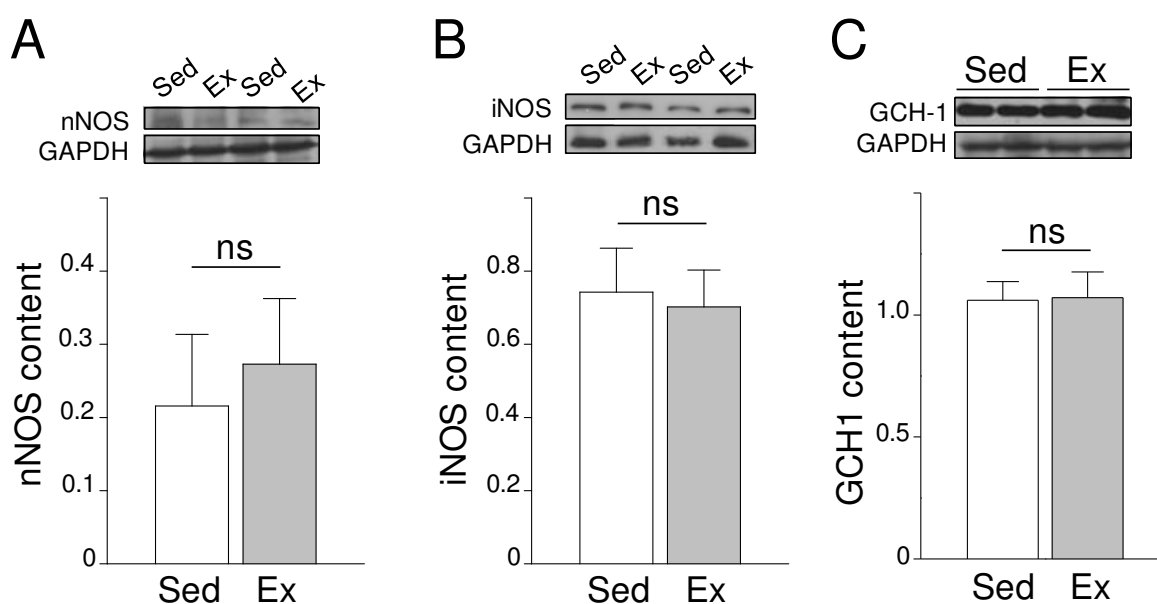 A
Sed Ex Sed Ex
nNOS
GAPDH
nNOS content
0.4
0.3
0.2
0.1
0
ns
Sed Ex
B
Sed Ex Sed Ex
iNOS
GAPDH
iNOS content
0.8
0.6
0.4
0.2
0
ns
Sed Ex
C
Sed Ex
GCH-1
GAPDH
GCH1 content
1.0
0.5
0
ns
Sed Ex